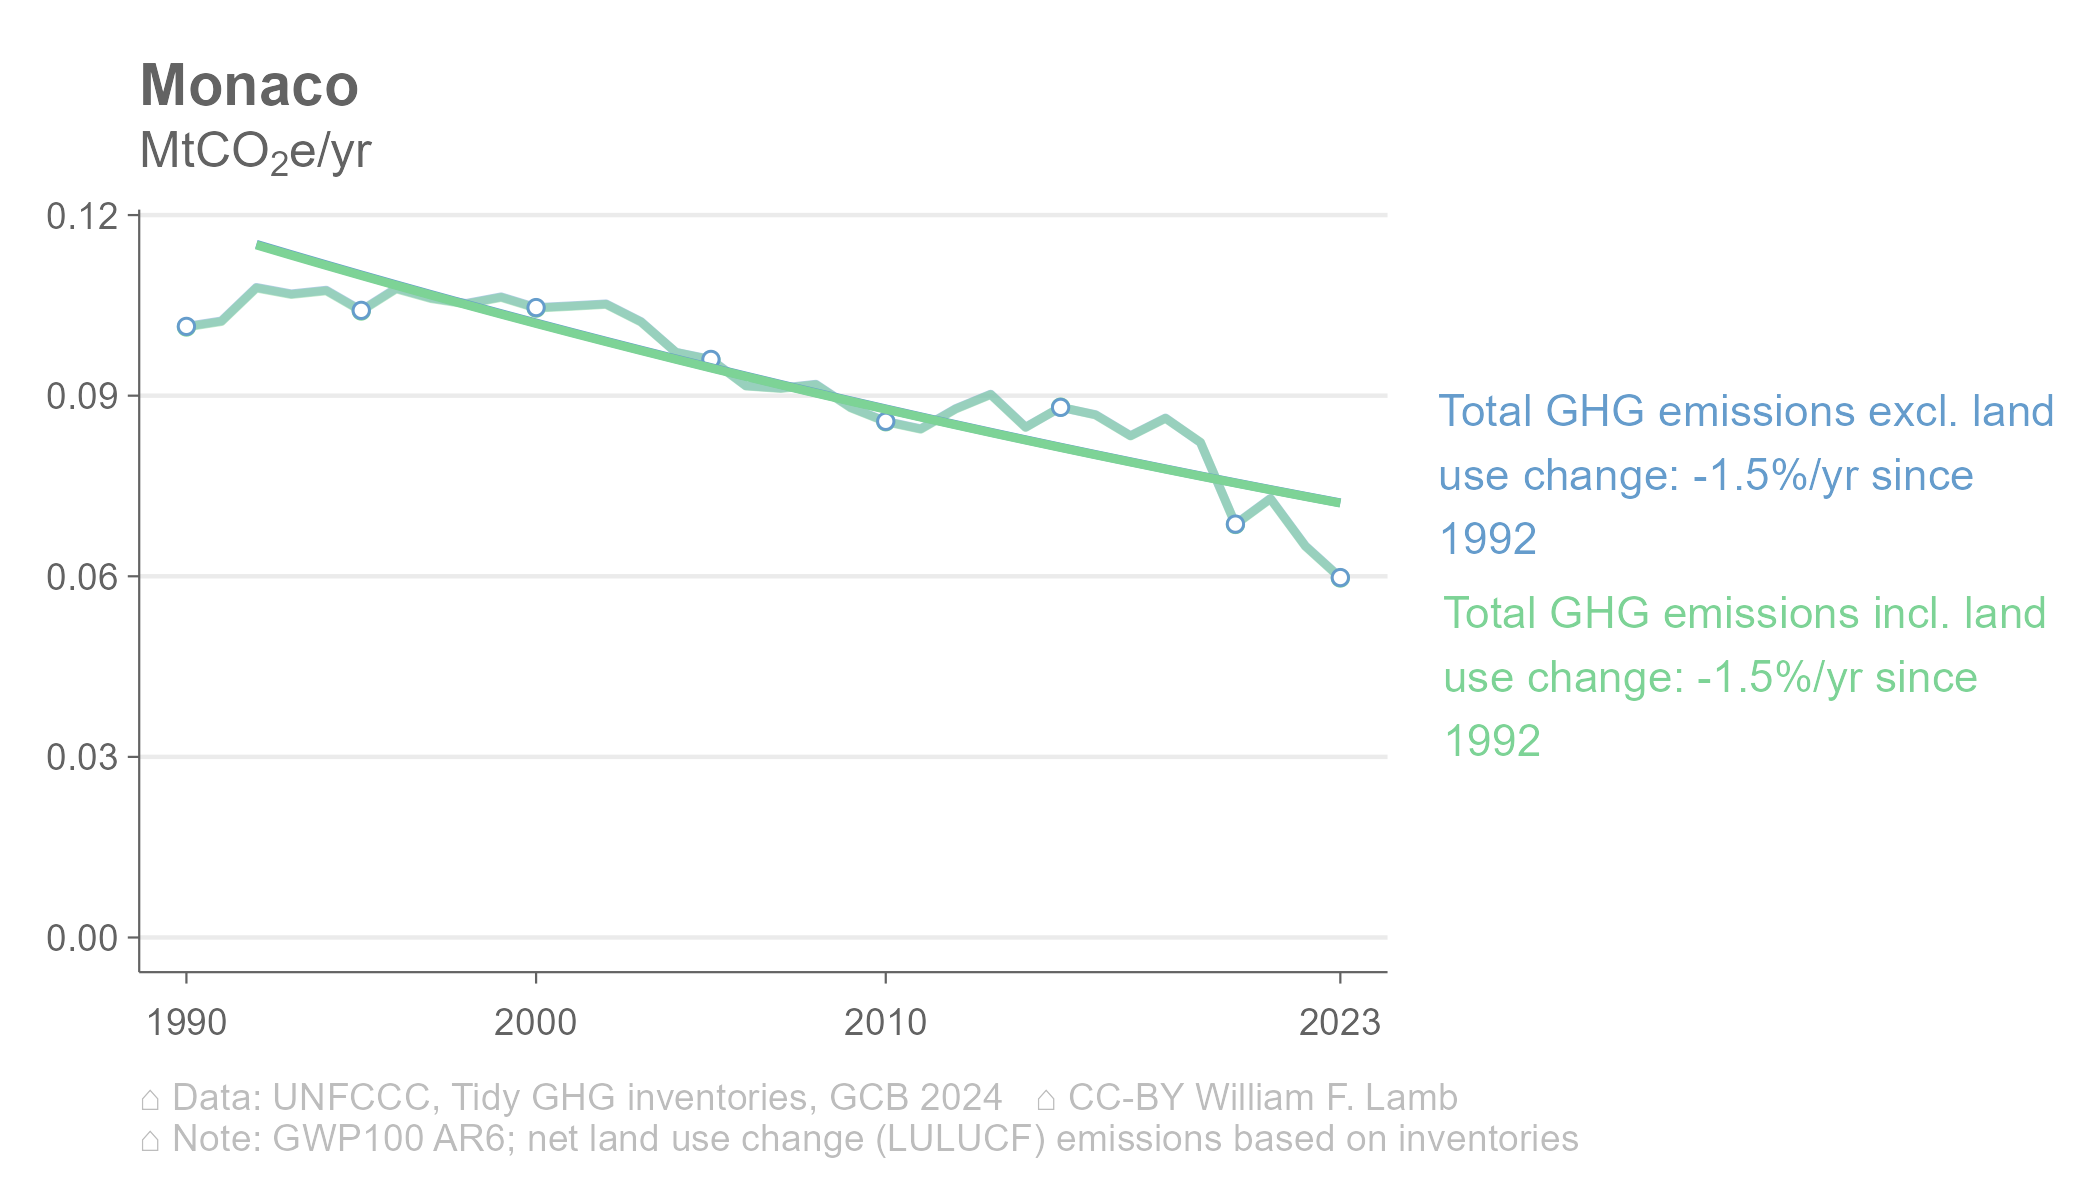 Monaco
MtCO₂e/yr
0.12
0.09
0.06
0.03
0.00
1990 2000 2010 2023
Total GHG emissions excl. land
use change: -1.5%/yr since
1992
Total GHG emissions incl. land
use change: -1.5%/yr since
1992
⌂ Data: UNFCCC, Tidy GHG inventories, GCB 2024 ⌂ CC-BY William F. Lamb
⌂ Note: GWP100 AR6; net land use change (LULUCF) emissions based on inventories